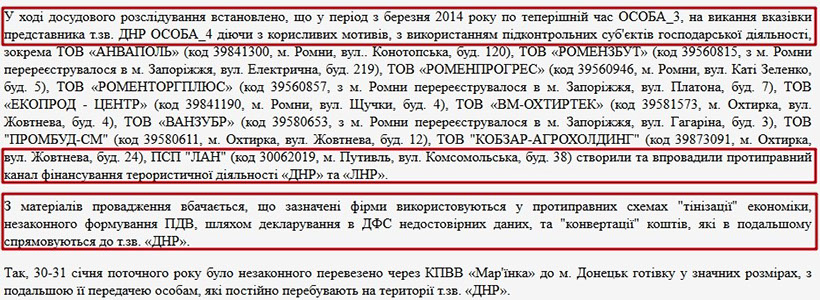 У ході досудового розслідування встановлено, що у період з березня 2014 року по теперішній час ОСОБА_3, на викання вказівки
представника т.зв. ДНР ОСОБА_4 діючи з корисливих мотивів, з використанням підконтрольних суб'єктів господарської діяльності,
зокрема ТОВ «АНВАПОЛЬ» (код 39841300, м. Ромни, вул.. Конотопська, буд. 120), ТОВ «РОМЕНЗБУТ» (код 39560815, з м. Ромни
перереєструвалося в м. Запоріжжя, вул. Електрична, буд. 219), ТОВ «РОМЕНПРОГРЕС» (код 39560946, м. Ромни, вул. Каті Зеленко,
буд. 5), ТОВ «РОМЕНТОРГПЛЮС» (код 39560857, з м. Ромни перереєструвалося в м. Запоріжжя, вул. Платона, буд. 7), ТОВ
«ЕКОПРОД - ЦЕНТР» (код 39841190, м. Ромни, вул. Щучки, буд. 4), ТОВ «ВМ-ОХТИРТЕК» (код 39581573, м. Охтирка, вул.
Жовтнева, буд. 4), ТОВ «ВАНЗУБР» (код 39580653, з м. Ромни перереєструвалося в м. Запоріжжя, вул. Гагаріна, буд. 3), ТОВ
"ПРОМБУД-СМ" (код 39580611, м. Охтирка, вул. Жовтнева, буд. 12), ТОВ "КОБЗАР-АГРОХОЛДИНГ" (код 39873091, м. Охтирка,
вул. Жовтнева, буд. 24), ПСП "ЛАН" (код 30062019, м. Путивль, вул. Комсомольська, буд. 38) створили та впровадили протиправний
канал фінансування терористичної діяльності «ДНР» та «ЛНР».
З матеріалів провадження вбачається, що зазначені фірми використовуються у протиправних схемах "тінізації" економіки,
незаконного формування ПДВ, шляхом декларування в ДФС недостовірних даних, та "конвертації" коштів, які в подальшому
спрямовуються до т.зв. «ДНР».
Так, 30-31 січня поточного року було незаконного перевезено через КПВВ «Мар'їнка» до м. Донецьк готівку у значних розмірах, з
подальшою її передачею особам, які постійно перебувають на території т.зв. «ДНР».